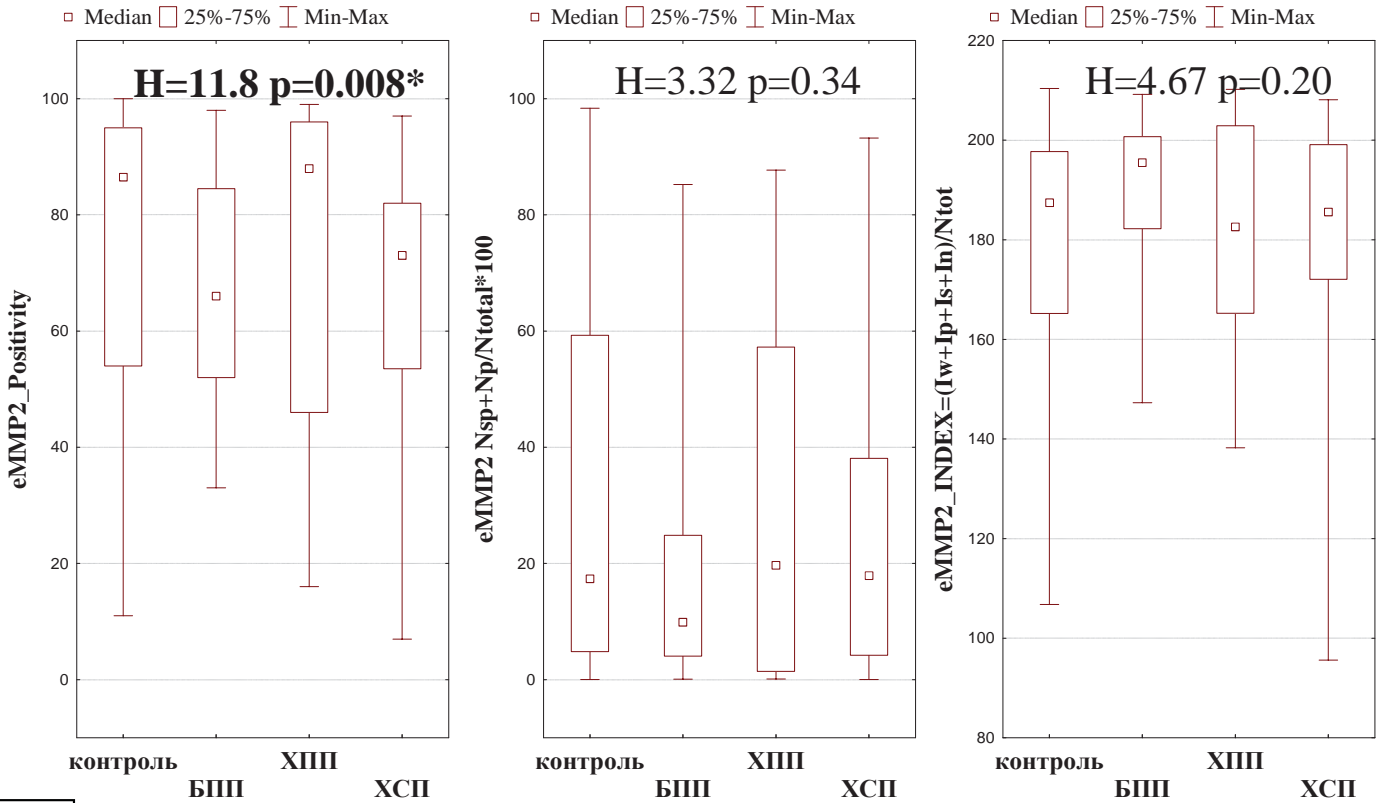 Median 25%-75% Min-Max
H=11.8 p=0.008*
100
80
60
40
20
0
eMMP2_Positivity
контроль
БПП
ХПП
ХСП
Median 25%-75% Min-Max
H=3.32 p=0.34
100
80
60
40
20
0
eMMP2 Nsp+Np/Ntotal*100
контроль
БПП
ХПП
ХСП
Median 25%-75% Min-Max
H=4.67 p=0.20
220
200
180
160
140
120
100
80
eMMP2_INDEX=(Iw+Ip+Is+In)/Ntot
контроль
БПП
ХПП
ХСП